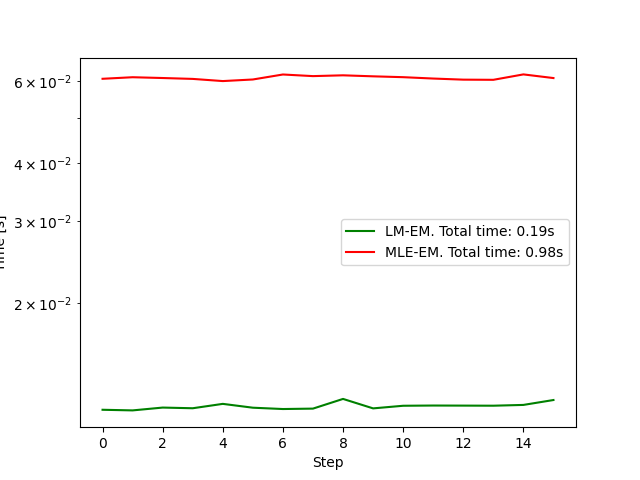 6 × 10⁻²
4 × 10⁻²
3 × 10⁻²
2 × 10⁻²
LM-EM. Total time: 0.19s
MLE-EM. Total time: 0.98s
0 2 4 6 8 10 12 14
Step